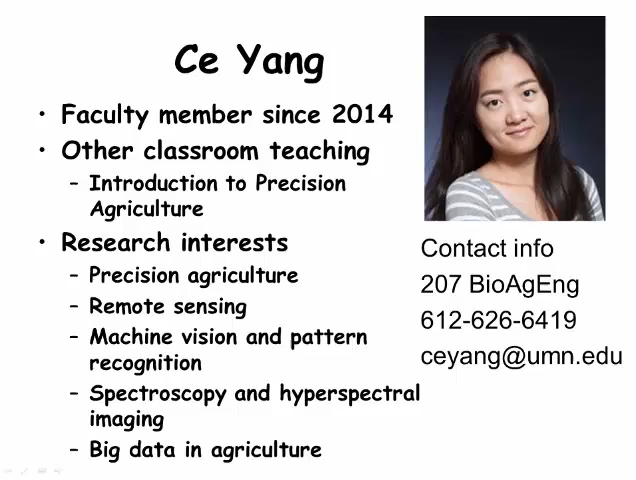 Ce Yang
• Faculty member since 2014
• Other classroom teaching
– Introduction to Precision
Agriculture
• Research interests
– Precision agriculture
– Remote sensing
– Machine vision and pattern
recognition
– Spectroscopy and hyperspectral
imaging
– Big data in agriculture
Contact info
207 BioAgEng
612-626-6419
ceyang@umn.edu